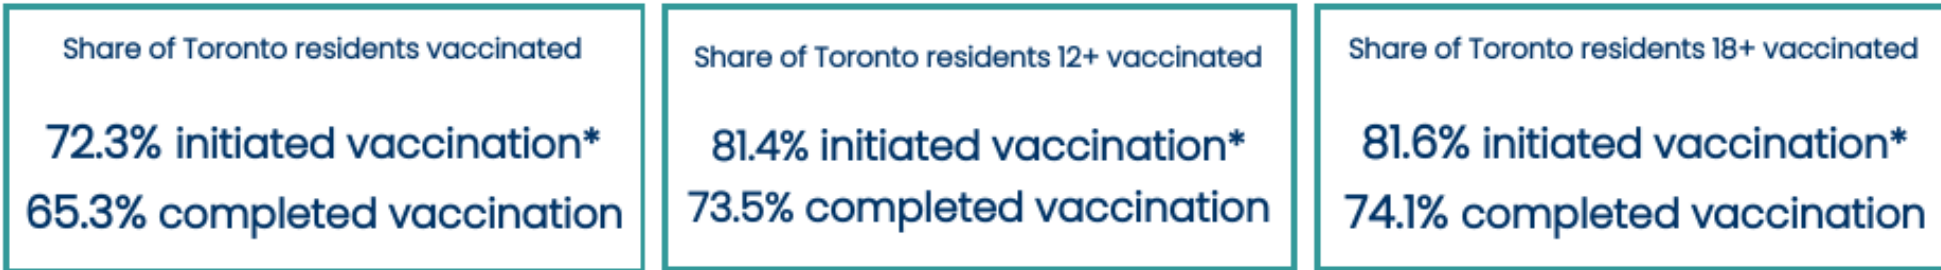 Share of Toronto residents vaccinated
72.3% initiated vaccination*
65.3% completed vaccination
Share of Toronto residents 12+ vaccinated
81.4% initiated vaccination*
73.5% completed vaccination
Share of Toronto residents 18+ vaccinated
81.6% initiated vaccination*
74.1% completed vaccination